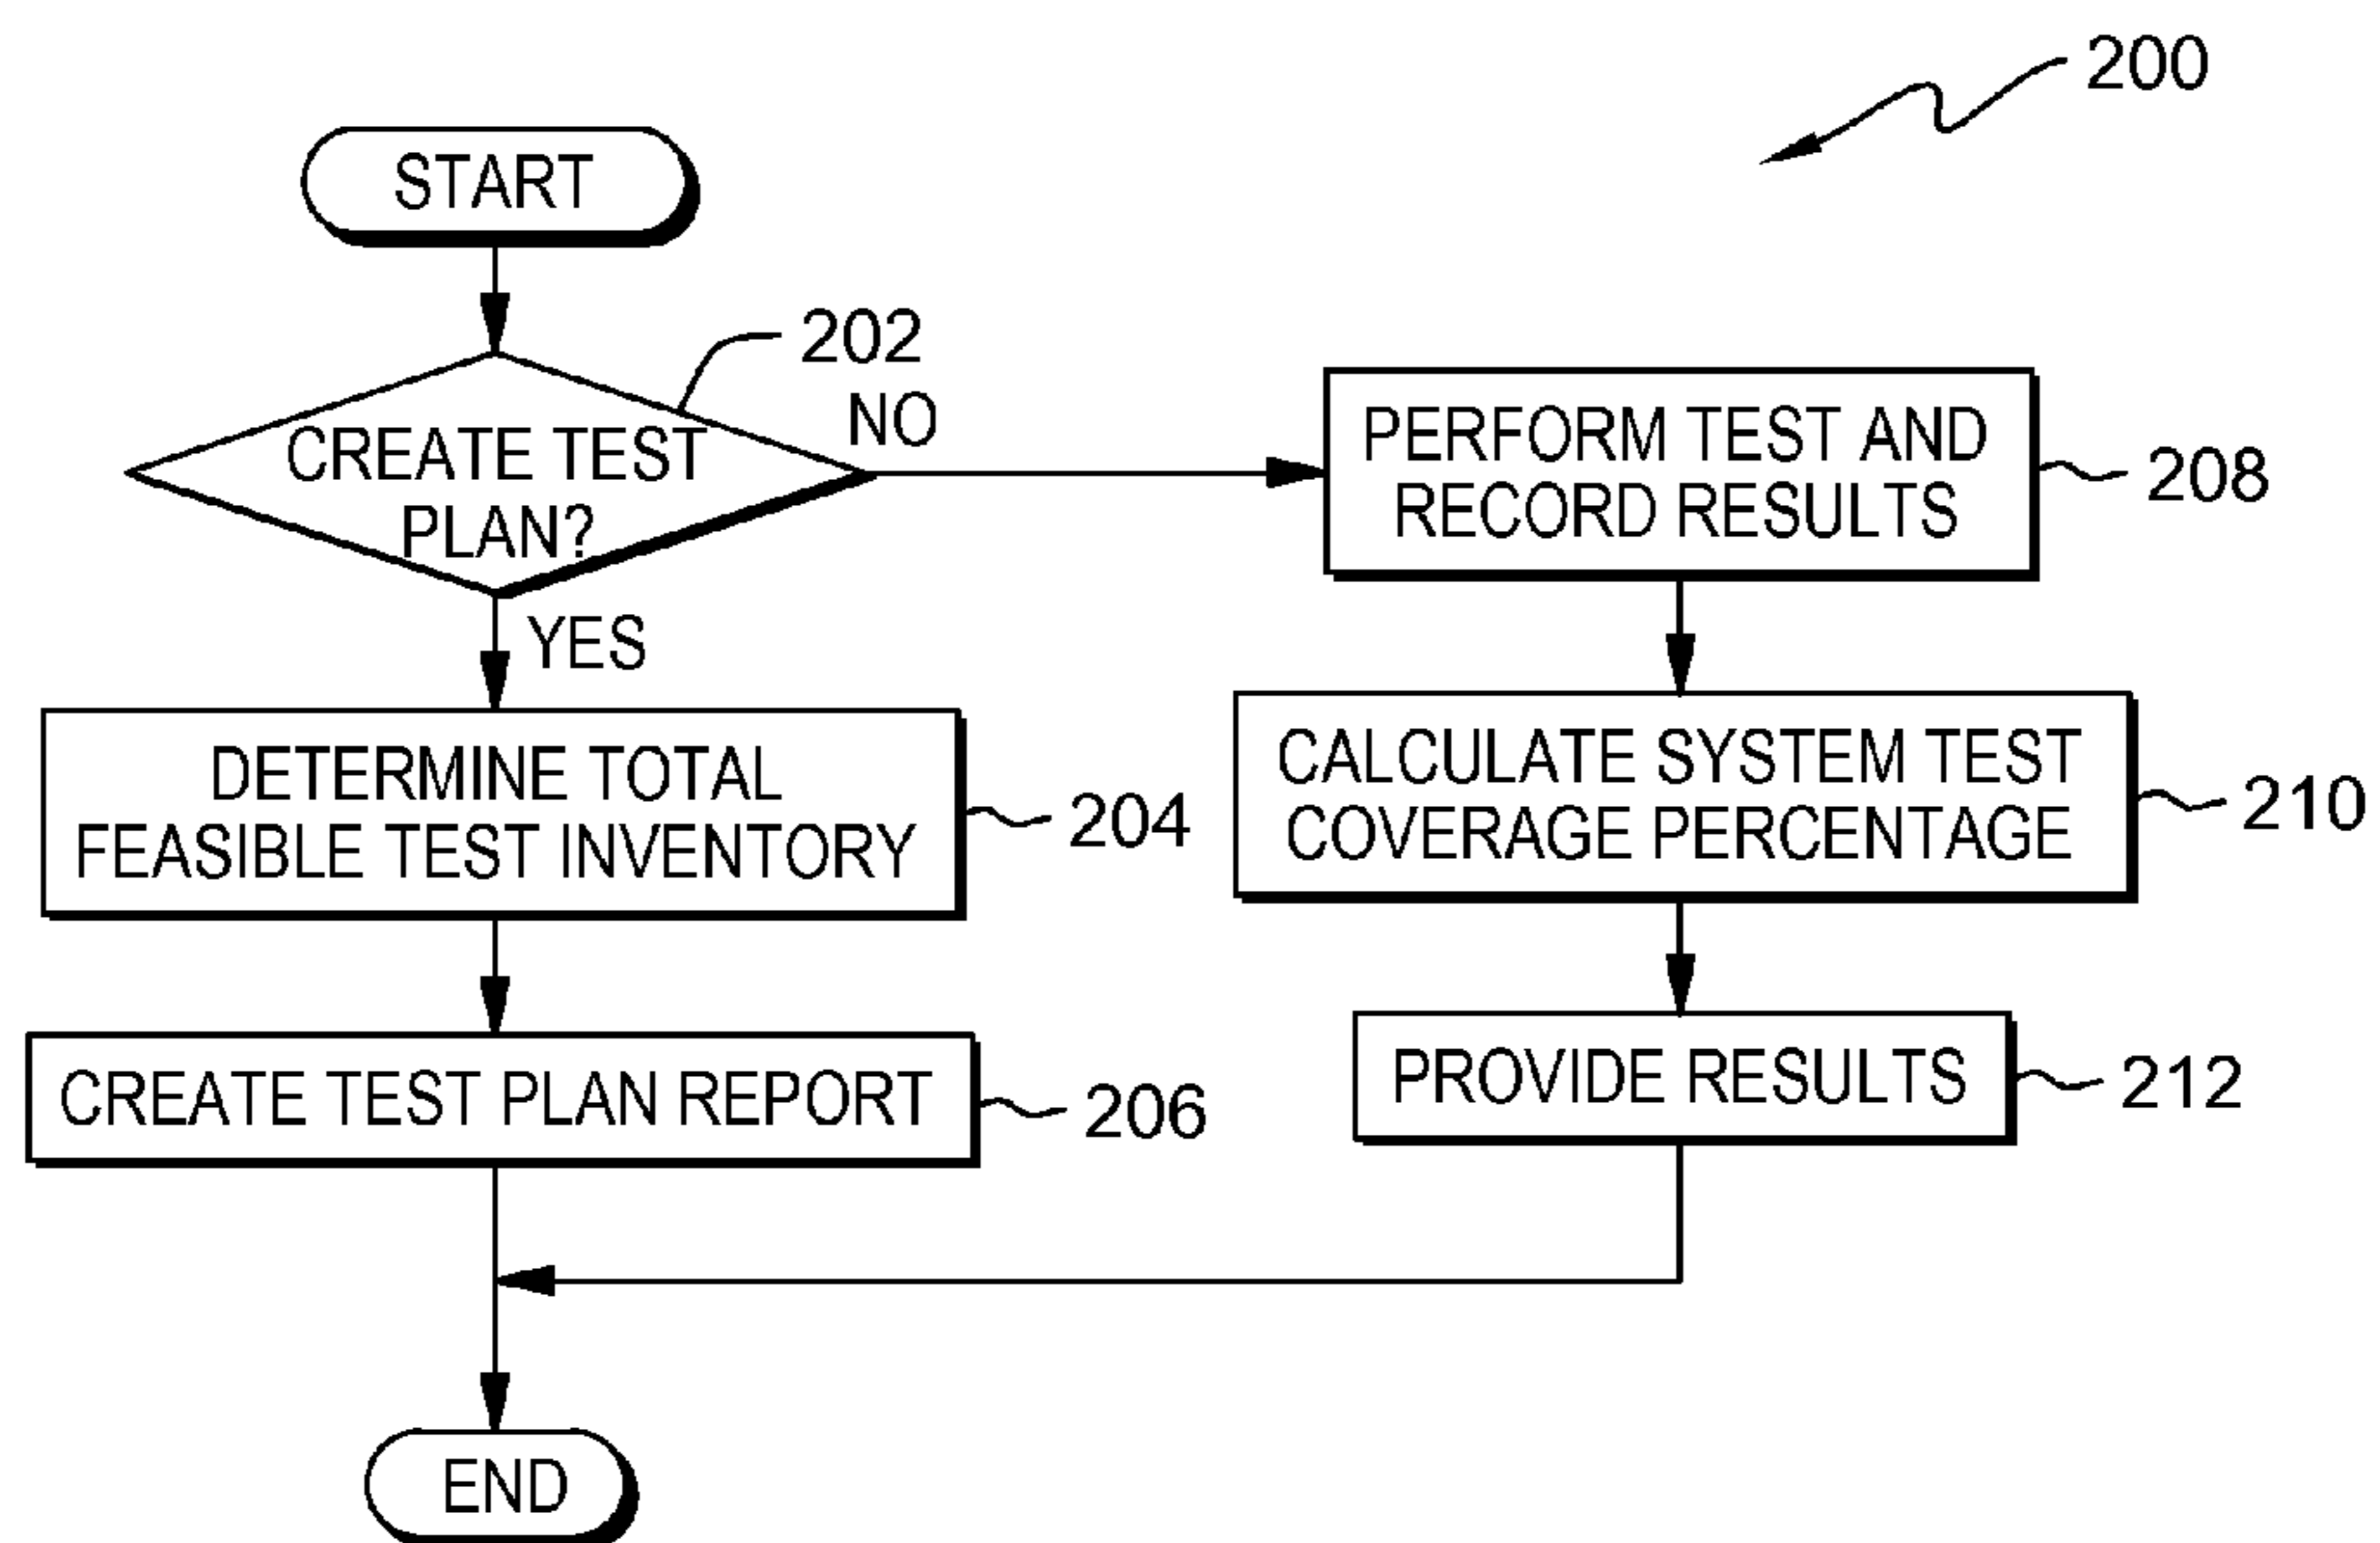 200
START
202
NO
CREATE TEST
PLAN?
YES
DETERMINE TOTAL
FEASIBLE TEST INVENTORY
204
CREATE TEST PLAN REPORT
206
PERFORM TEST AND
RECORD RESULTS
208
CALCULATE SYSTEM TEST
COVERAGE PERCENTAGE
210
PROVIDE RESULTS
212
END